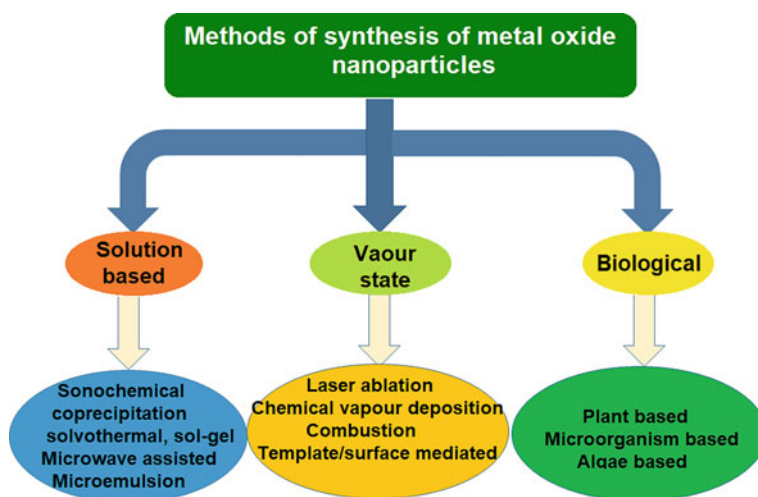 Methods of synthesis of metal oxide
nanoparticles
Solution
based
Vaour
state
Biological
Sonochemical
coprecipitation
solvothermal, sol-gel
Microwave assisted
Microemulsion
Laser ablation
Chemical vapour deposition
Combustion
Template/surface mediated
Plant based
Microorganism based
Algae based